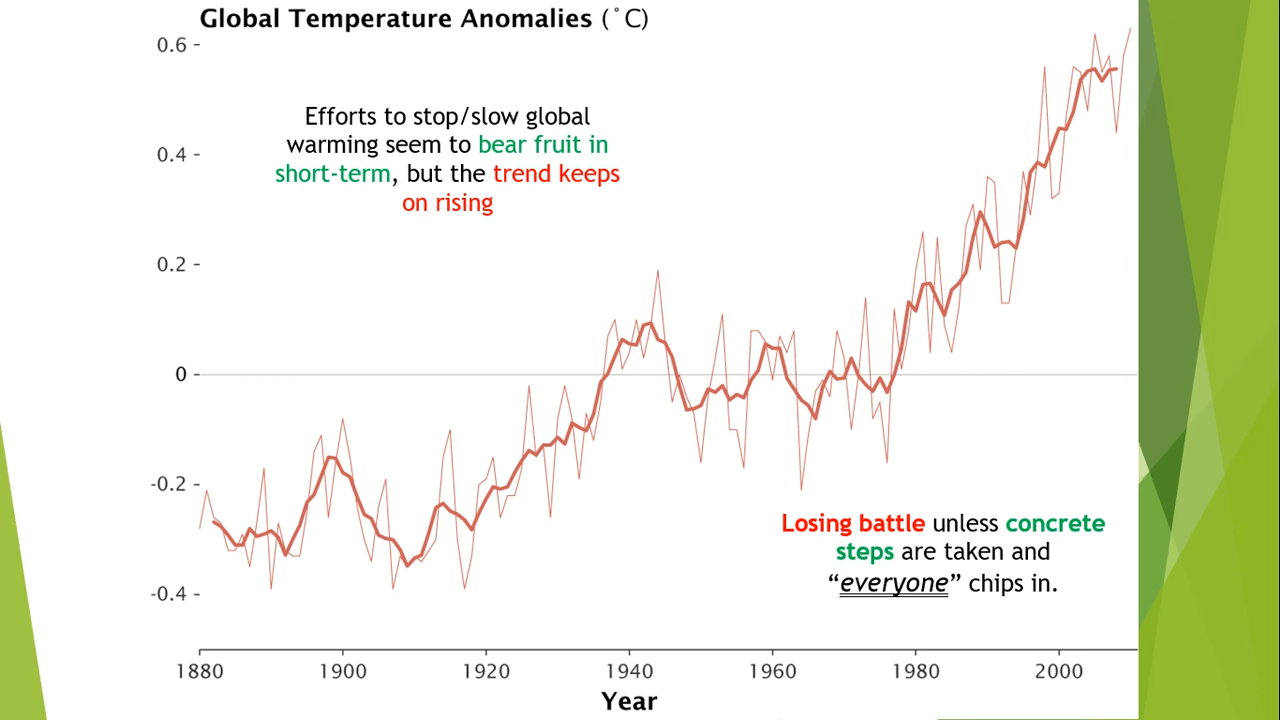 Global Temperature Anomalies (˚C)
0.6
Efforts to stop/slow global
warming seem to bear fruit in
short-term, but the trend keeps
on rising
0.4
0.2
0
-0.2
Losing battle unless concrete
steps are taken and
“everyone” chips in.
-0.4
1880 1900 1920 1940 1960 1980 2000
Year